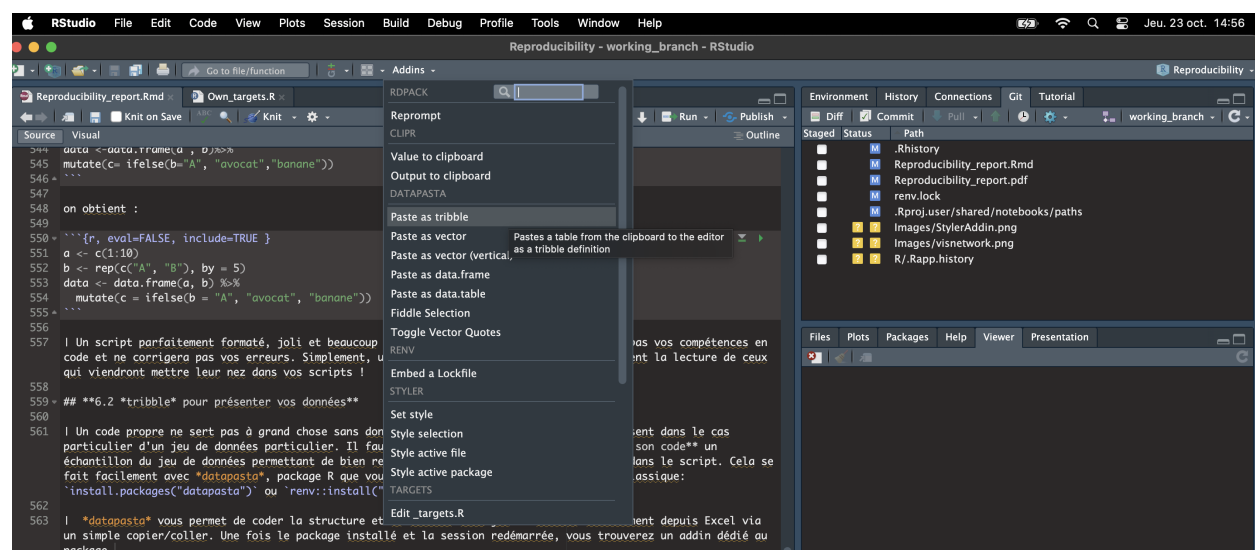 RStudio File Edit Code View Plots Session Build Debug Profile Tools Window Help Jeu. 23 oct. 14:56
Reproducibility - working_branch - RStudio
Go to file/function Addins Reproducibility
Reproducibility_report.Rmd Own_targets.R
Knit on Save ABC Knit Run Publish
Source Visual Outline
544 data <-data.frame(a , b)%>%
545 mutate(c= ifelse(b="A", "avocat","banane"))
546 ```
547
548 on obtient :
549
550 ```{r, eval=FALSE, include=TRUE }
551 a <- c(1:10)
552 b <- rep(c("A", "B"), by = 5)
553 data <- data.frame(a, b) %>%
554 mutate(c = ifelse(b = "A", "avocat", "banane"))
555 ```
556
557 | Un script parfaitement formaté, joli et beaucoup pas vos compétences en
code et ne corrigera pas vos erreurs. Simplement, u nt la lecture de ceux
qui viendront mettre leur nez dans vos scripts !
558
559 ## **6.2 *tribble* pour présenter vos données**
560
561 | Un code propre ne sert pas à grand chose sans don sent dans le cas
particulier d'un jeu de données particulier. Il fau son code** un
échantillon du jeu de données permettant de bien re dans le script. Cela se
fait facilement avec *datapasta*, package R que vou assique:
`install.packages("datapasta")` ou `renv::install("
562
563 | *datapasta* vous permet de coder la structure et ment depuis Excel via
un simple copier/coller. Une fois le package installé et la session redémarrée, vous trouverez un addin dédié au
package
RDPACK
Reprompt
CLIPR
Value to clipboard
Output to clipboard
DATAPASTA
Paste as tribble
Paste as vector
Paste as vector (vertical)
Paste as data.frame
Paste as data.table
Fiddle Selection
Toggle Vector Quotes
RENV
Embed a Lockfile
STYLER
Set style
Style selection
Style active file
Style active package
TARGETS
Edit _targets.R
Pastes a table from the clipboard to the editor
as a tribble definition
Environment History Connections Git Tutorial
Diff Commit Pull working_branch
Staged Status Path
M .Rhistory
M Reproducibility_report.Rmd
M Reproducibility_report.pdf
M renv.lock
M .Rproj.user/shared/notebooks/paths
? ? Images/StylerAddin.png
? ? Images/visnetwork.png
? ? R/.Rapp.history
Files Plots Packages Help Viewer Presentation